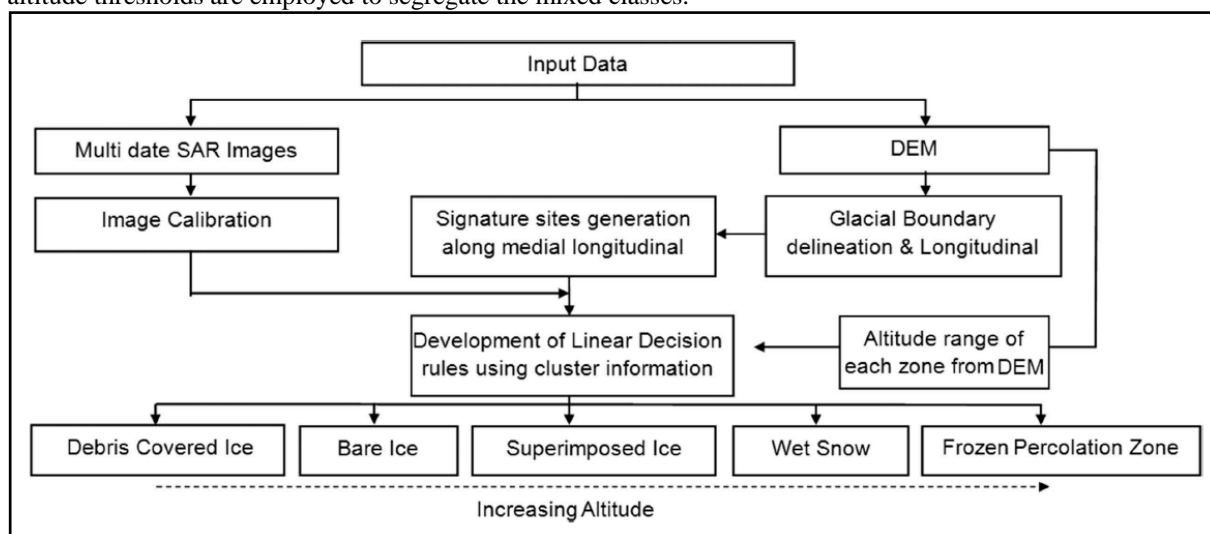 altitude thresholds are employed to segregate the mixed classes.
Input Data
Multi date SAR Images
DEM
Image Calibration
Signature sites generation
along medial longitudinal
Glacial Boundary
delineation & Longitudinal
Development of Linear Decision
rules using cluster information
Altitude range of
each zone from DEM
Debris Covered Ice
Bare Ice
Superimposed Ice
Wet Snow
Frozen Percolation Zone
Increasing Altitude